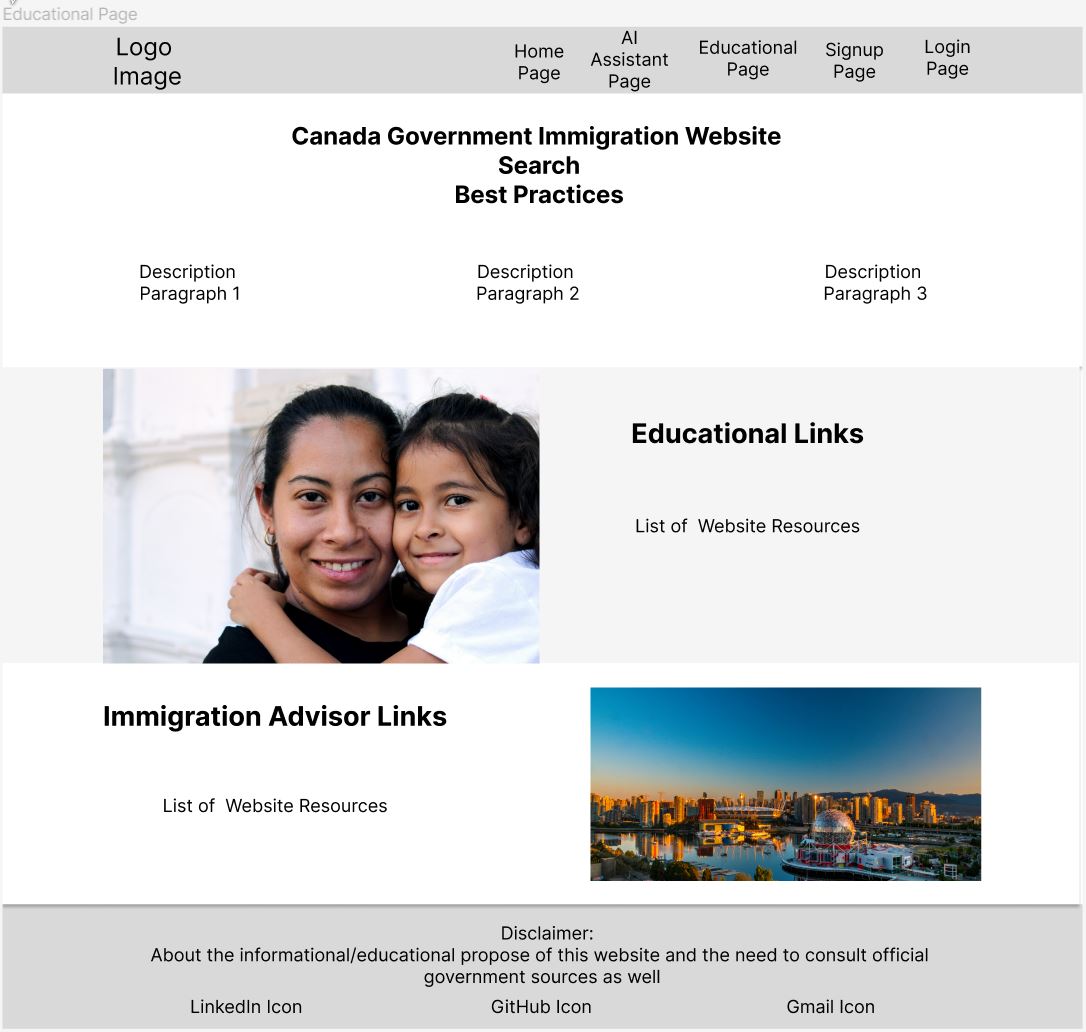 Educational Page
Logo
Image
Home
Page
AI
Assistant
Page
Educational
Page
Signup
Page
Login
Page
Canada Government Immigration Website
Search
Best Practices
Description
Paragraph 1
Description
Paragraph 2
Description
Paragraph 3
Educational Links
List of  Website Resources
Immigration Advisor Links
List of  Website Resources
Disclaimer:
About the informational/educational propose of this website and the need to consult official
government sources as well
LinkedIn Icon
GitHub Icon
Gmail Icon